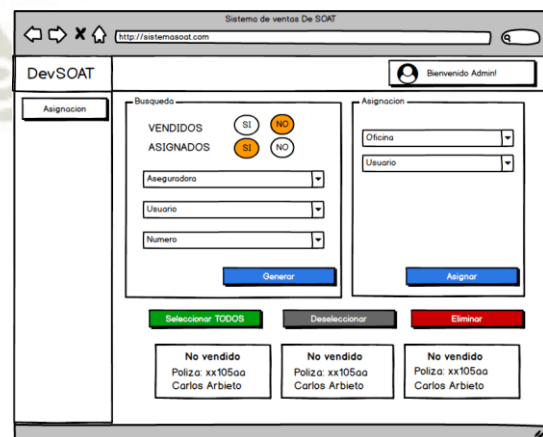 Sistema de ventas De SOAT
http://sistemasoat.com
DevSOAT
Bienvenido Admin!
Asignacion
Busqueda
VENDIDOS SI NO
ASIGNADOS SI NO
Aseguradora
Usuario
Numero
Generar
Asignacion
Oficina
Usuario
Asignar
Seleccionar TODOS
Deseleccionar
Eliminar
No vendido
Poliza: xx105aa
Carlos Arbieto
No vendido
Poliza: xx105aa
Carlos Arbieto
No vendido
Poliza: xx105aa
Carlos Arbieto